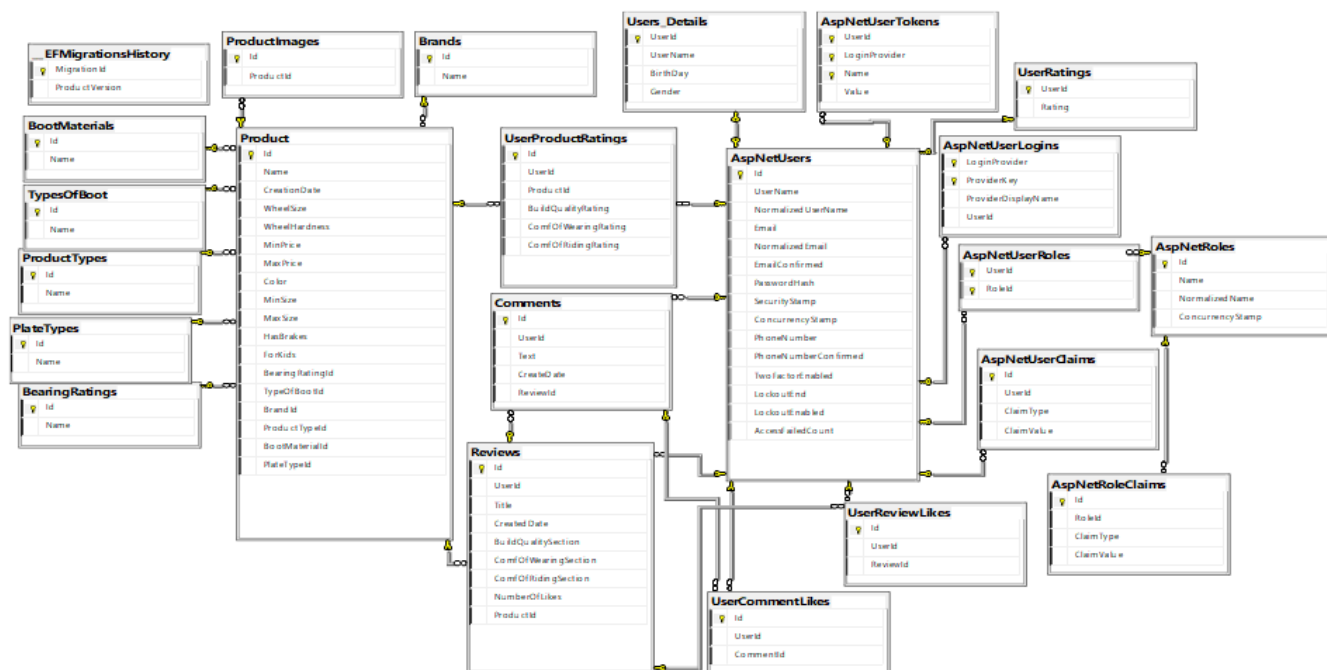 __EFMigrationsHistory
MigrationId
ProductVersion
ProductImages
Id
ProductId
Brands
Id
Name
Users_Details
UserId
UserName
BirthDay
Gender
AspNetUserTokens
UserId
LoginProvider
Name
Value
UserRatings
UserId
Rating
BootMaterials
Id
Name
TypesOfBoot
Id
Name
ProductTypes
Id
Name
PlateTypes
Id
Name
BearingRatings
Id
Name
Product
Id
Name
CreationDate
WheelSize
WheelHardness
MinPrice
MaxPrice
Color
MinSize
MaxSize
HasBrakes
ForKids
BearingRatingId
TypeOfBootId
BrandId
ProductTypeId
BootMaterialId
PlateTypeId
UserProductRatings
Id
UserId
ProductId
BuildQualityRating
ComfOfWearingRating
ComfOfRidingRating
Comments
Id
UserId
Text
CreateDate
ReviewId
Reviews
Id
UserId
Title
CreatedDate
BuildQualitySection
ComfOfWearingSection
ComfOfRidingSection
NumberOfLikes
ProductId
AspNetUsers
Id
UserName
NormalizedUserName
Email
NormalizedEmail
EmailConfirmed
PasswordHash
SecurityStamp
ConcurrencyStamp
PhoneNumber
PhoneNumberConfirmed
TwoFactorEnabled
LockoutEnd
LockoutEnabled
AccessFailedCount
AspNetUserLogins
LoginProvider
ProviderKey
ProviderDisplayName
UserId
AspNetUserRoles
UserId
RoleId
AspNetRoles
Id
Name
NormalizedName
ConcurrencyStamp
AspNetUserClaims
Id
UserId
ClaimType
ClaimValue
AspNetRoleClaims
Id
RoleId
ClaimType
ClaimValue
UserReviewLikes
Id
UserId
ReviewId
UserCommentLikes
Id
UserId
CommentId